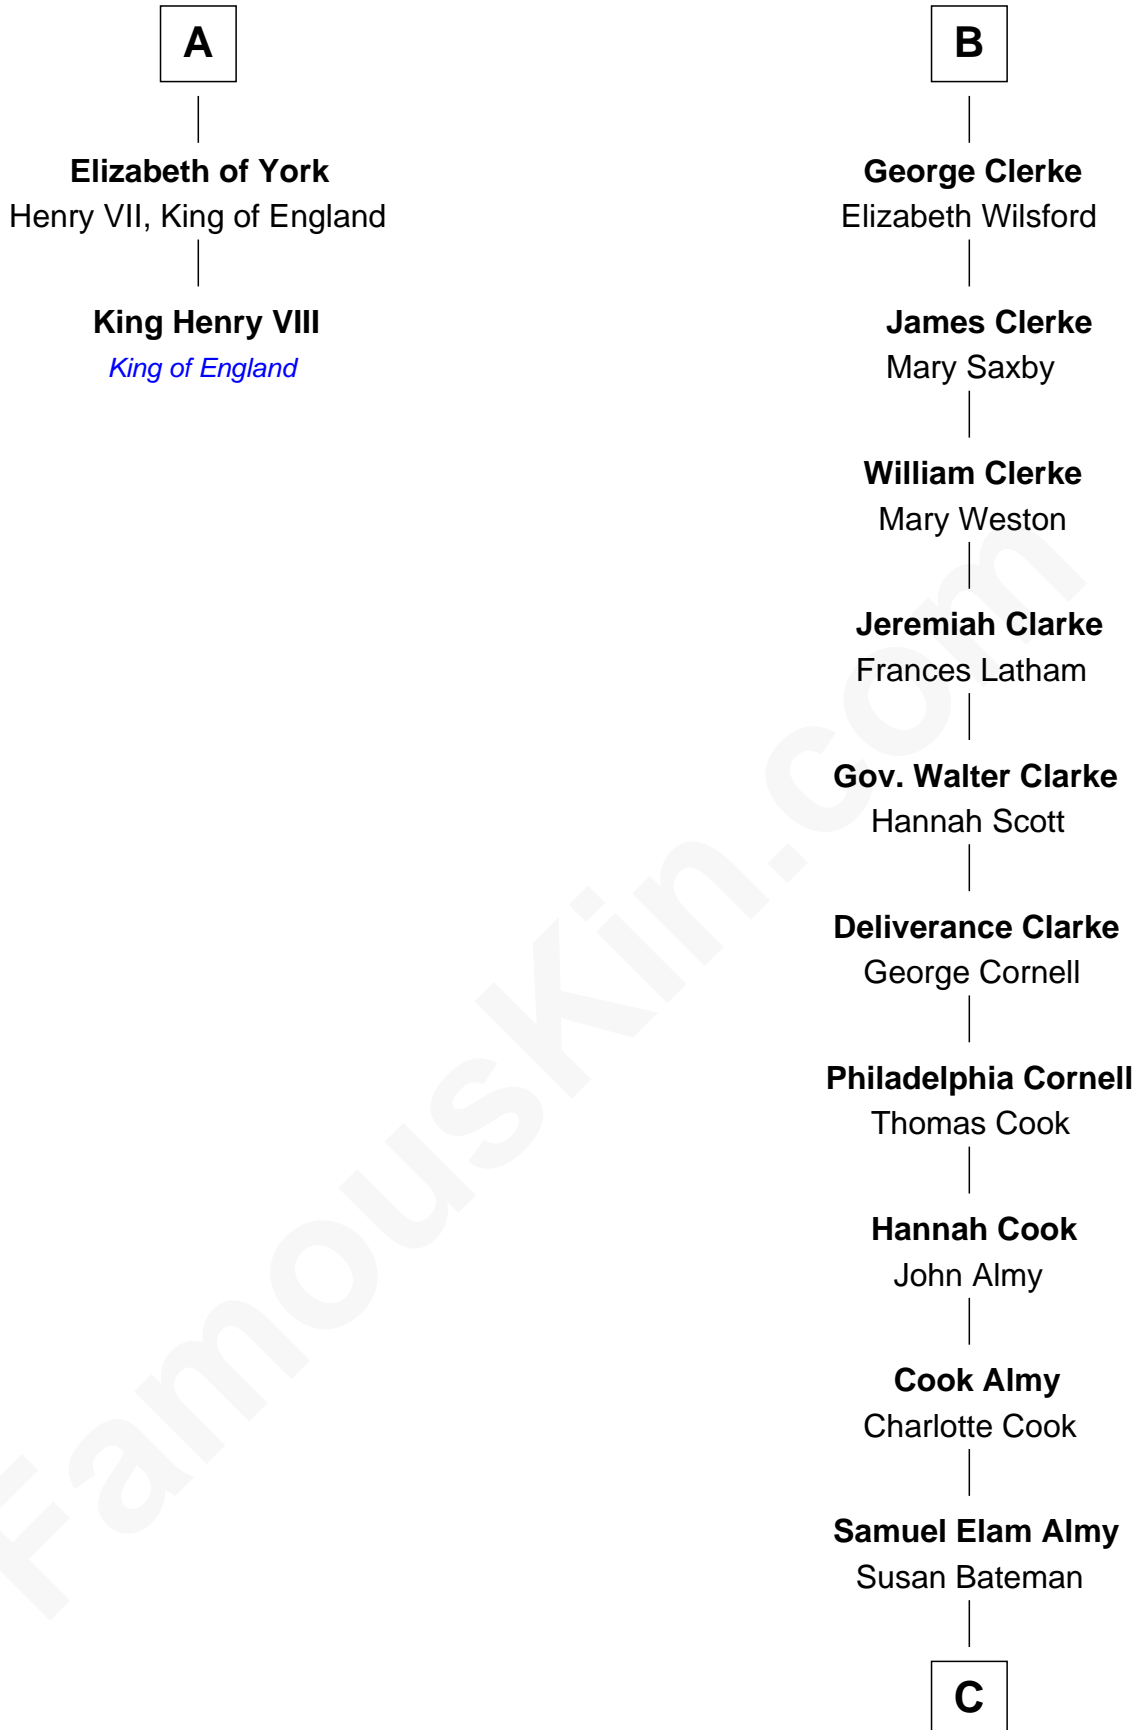 A
Elizabeth of York
Henry VII, King of England
King Henry VIII
King of England
B
George Clerke
Elizabeth Wilsford
James Clerke
Mary Saxby
William Clerke
Mary Weston
Jeremiah Clarke
Frances Latham
Gov. Walter Clarke
Hannah Scott
Deliverance Clarke
George Cornell
Philadelphia Cornell
Thomas Cook
Hannah Cook
John Almy
Cook Almy
Charlotte Cook
Samuel Elam Almy
Susan Bateman
C
FamousKin.com